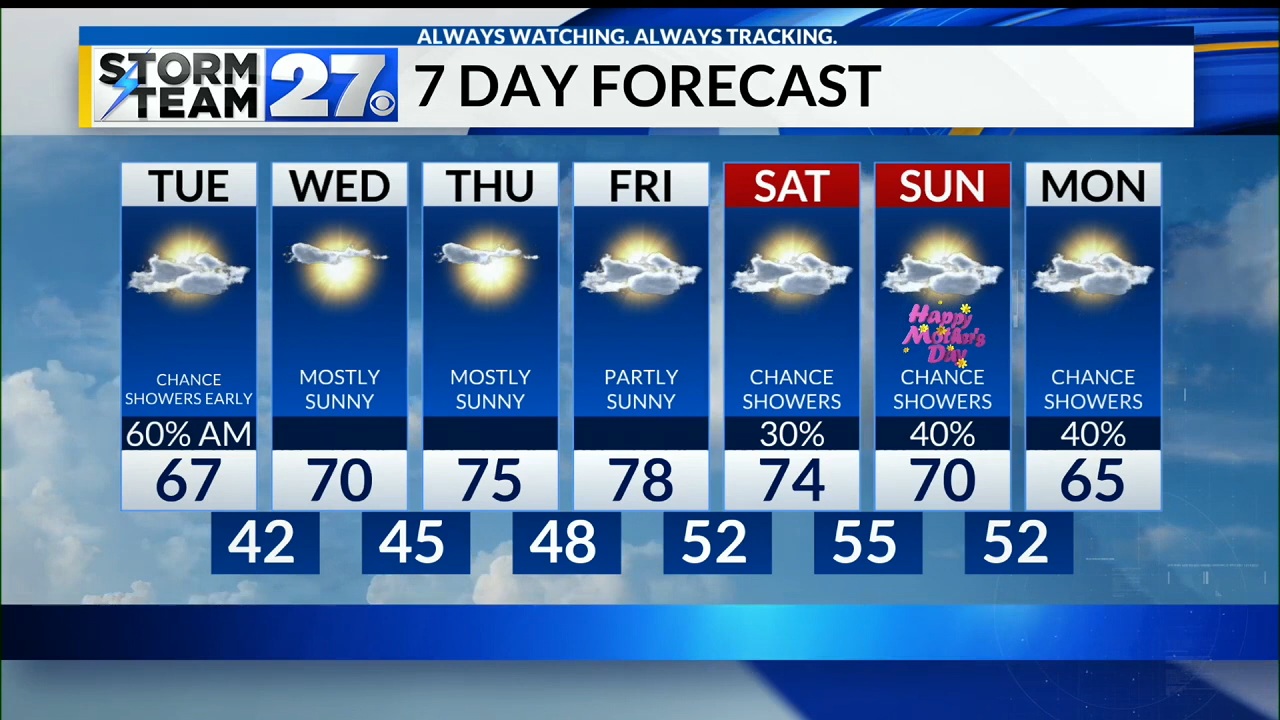 ALWAYS WATCHING. ALWAYS TRACKING.
STORM
TEAM
27
7 DAY FORECAST
TUE
WED
THU
FRI
SAT
SUN
MON
Happy
Mother's
Day
CHANCE
SHOWERS EARLY
MOSTLY
SUNNY
MOSTLY
SUNNY
PARTLY
SUNNY
CHANCE
SHOWERS
CHANCE
SHOWERS
CHANCE
SHOWERS
60% AM
30%
40%
40%
67
70
75
78
74
70
65
42
45
48
52
55
52